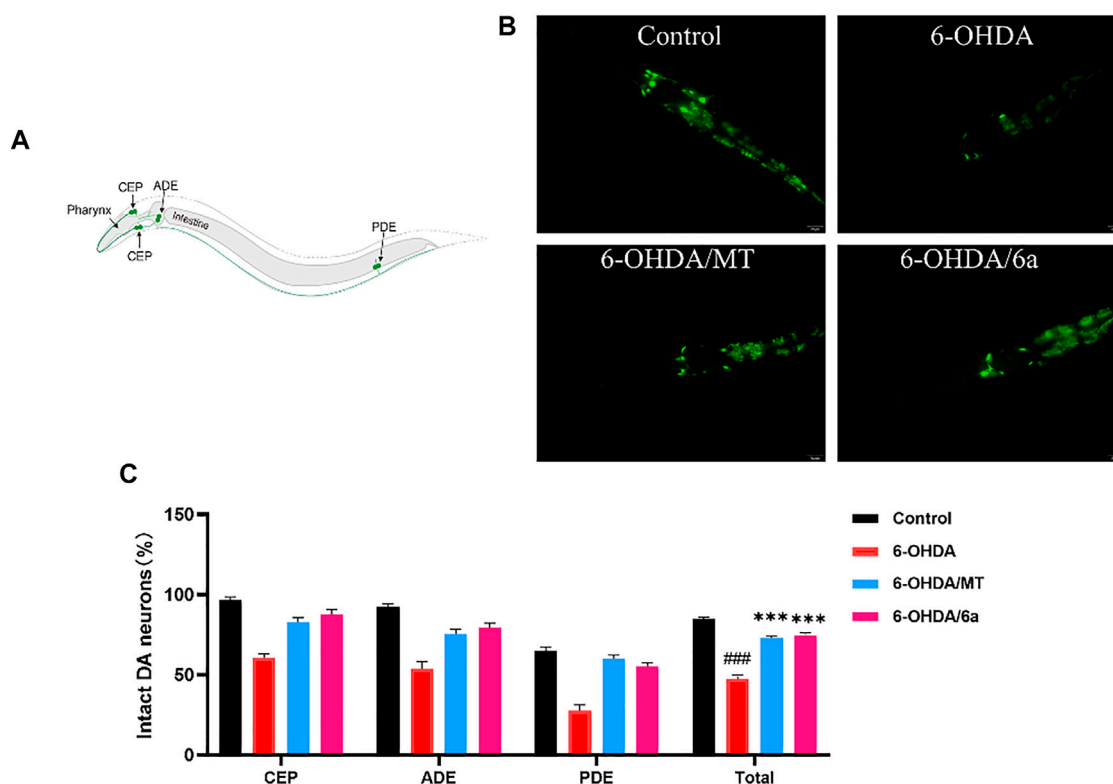 A
CEP
ADE
Pharynx
Intestine
CEP
PDE
B
Control
6-OHDA
6-OHDA/MT
6-OHDA/6a
C
Intact DA neurons(%)
150
100
50
0
CEP
ADE
PDE
Total
###
***
***
Control
6-OHDA
6-OHDA/MT
6-OHDA/6a